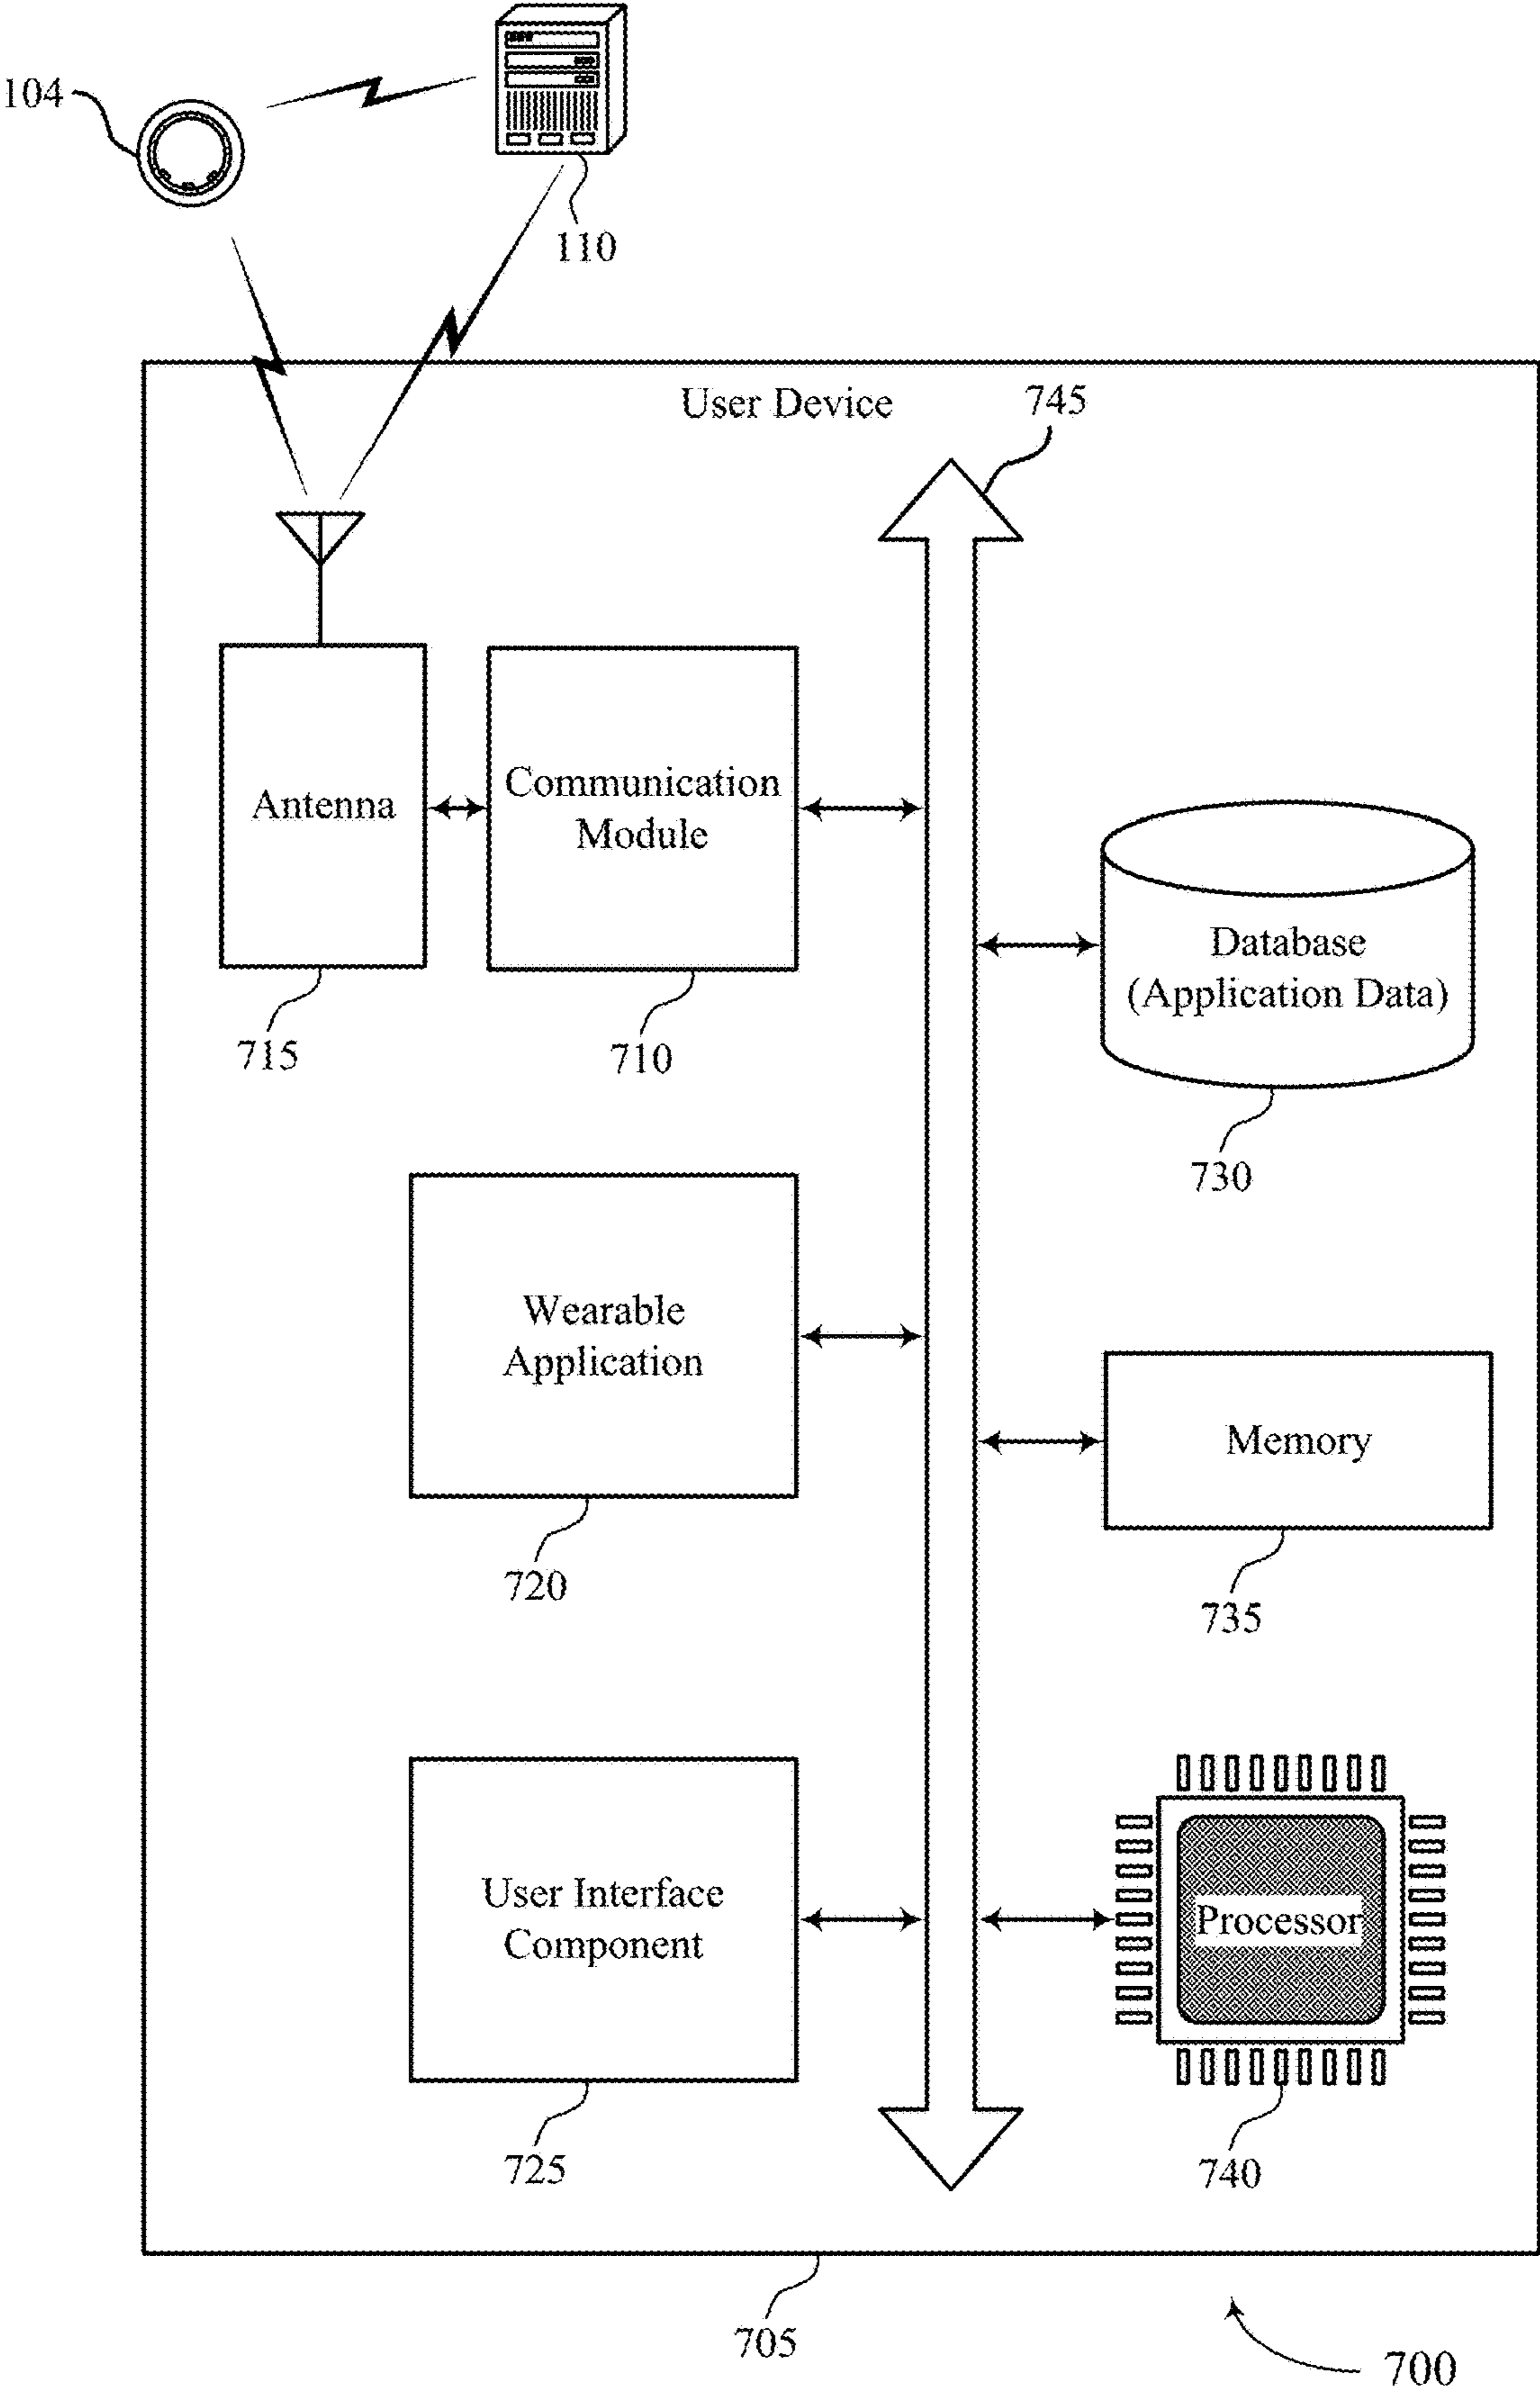 104
110
User Device
745
Antenna
Communication
Module
715
710
Database
(Application Data)
730
Wearable
Application
720
Memory
735
User Interface
Component
725
Processor
740
705
700